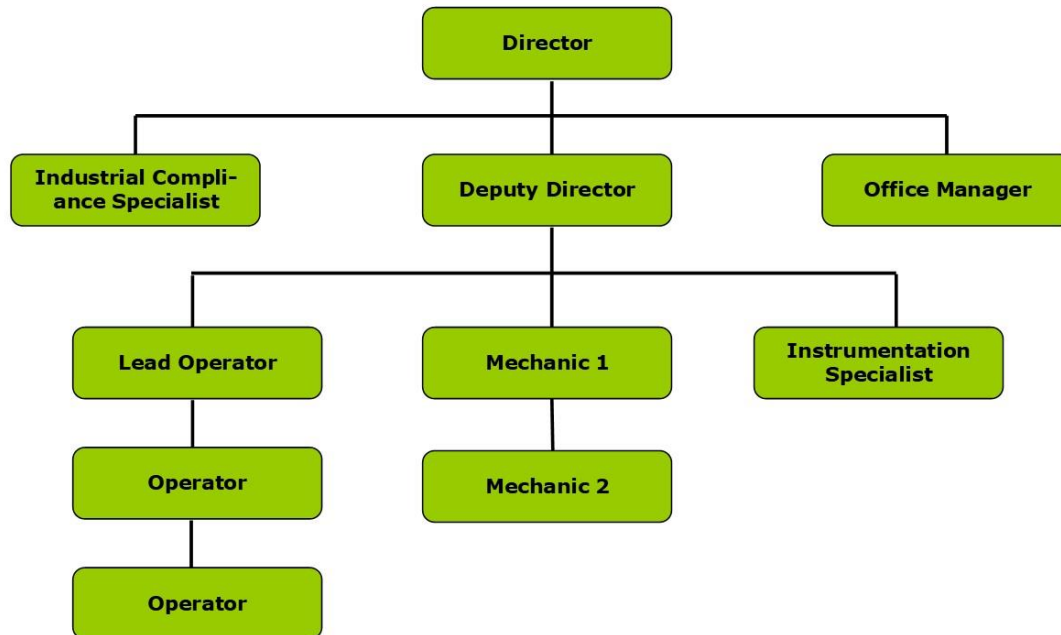 Director
Industrial Compli-
ance Specialist
Deputy Director
Office Manager
Lead Operator
Mechanic 1
Instrumentation
Specialist
Operator
Mechanic 2
Operator